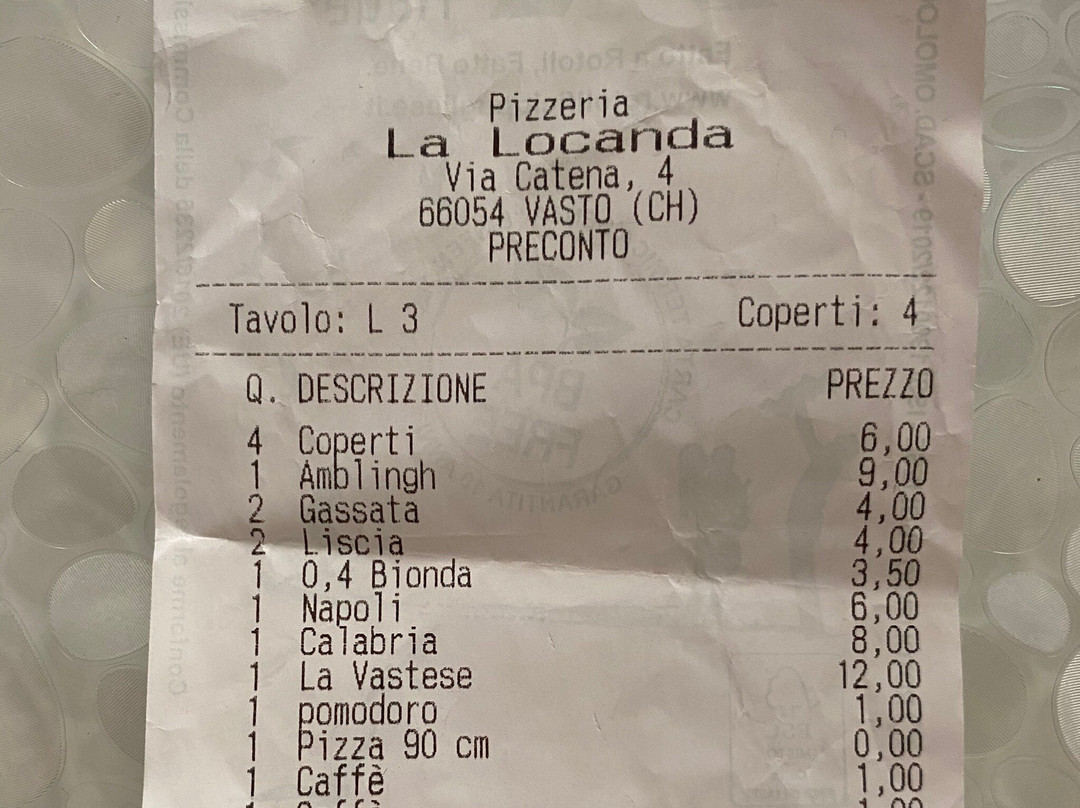 Pizzeria
La Locanda
Via Catena, 4
66054 VASTO (CH)
PRECONTO
Tavolo: L 3 Coperti: 4
Q. DESCRIZIONE PREZZO
4 Coperti 6,00
1 Amblingh 9,00
2 Gassata 4,00
2 Liscia 4,00
1 0,4 Bionda 3,50
1 Napoli 6,00
1 Calabria 8,00
1 La Vastese 12,00
1 pomodoro 1,00
1 Pizza 90 cm 0,00
1 Caffè 1,00